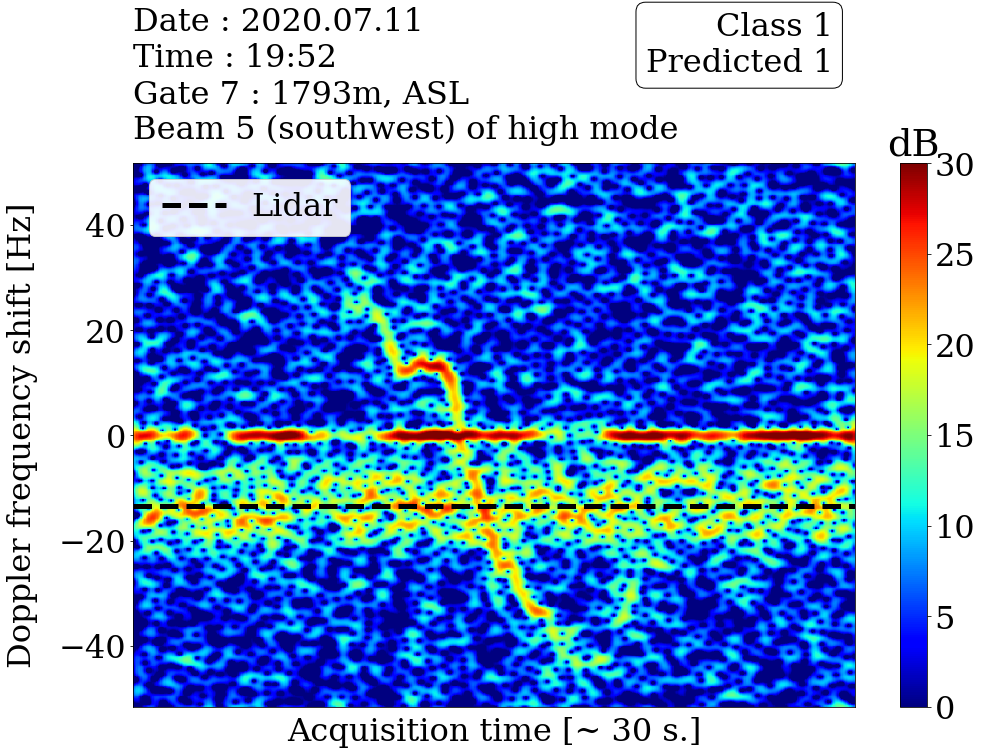 Date : 2020.07.11
Time : 19:52
Gate 7 : 1793m, ASL
Beam 5 (southwest) of high mode
Class 1
Predicted 1
dB
Lidar
Doppler frequency shift [Hz]
40
20
0
−20
−40
30
25
20
15
10
5
0
Acquisition time [~ 30 s.]